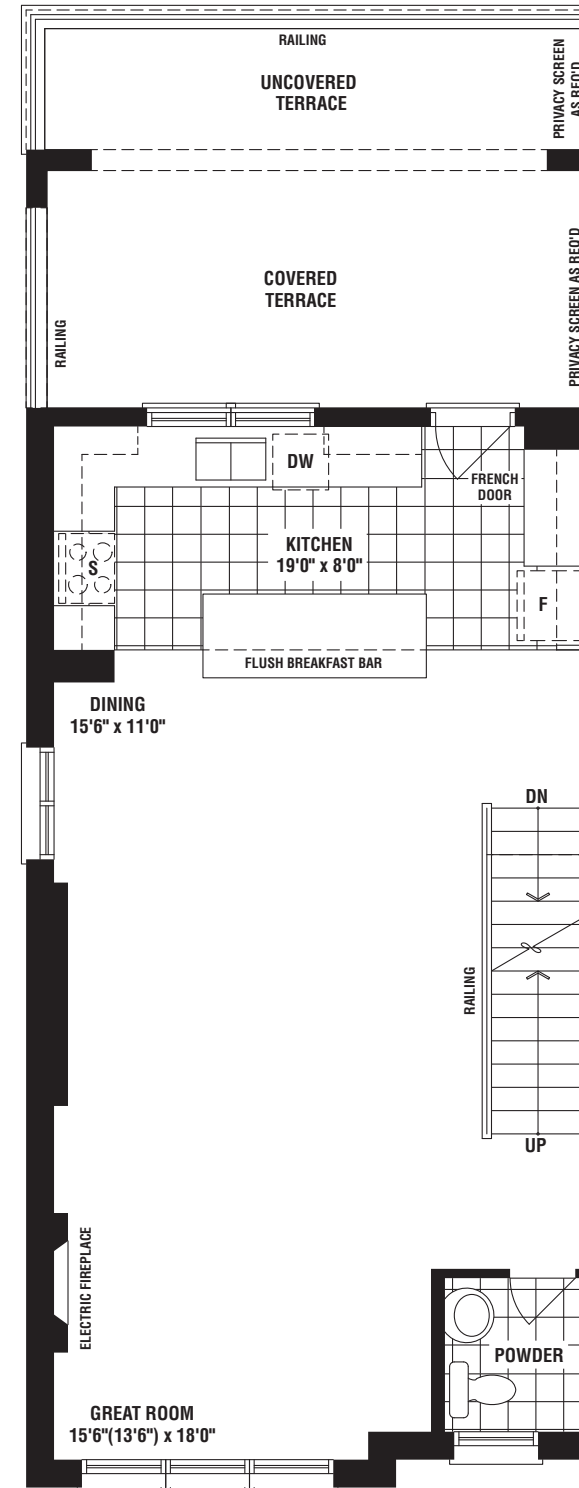 RAILING
UNCOVERED
TERRACE
PRIVACY SCREEN
AS REQ'D
COVERED
TERRACE
PRIVACY SCREEN AS REQ'D
RAILING
DW
FRENCH
DOOR
KITCHEN
19'0" x 8'0"
S
F
FLUSH BREAKFAST BAR
DINING
15'6" x 11'0"
DN
RAILING
UP
ELECTRIC FIREPLACE
POWDER
GREAT ROOM
15'6"(13'6") x 18'0"